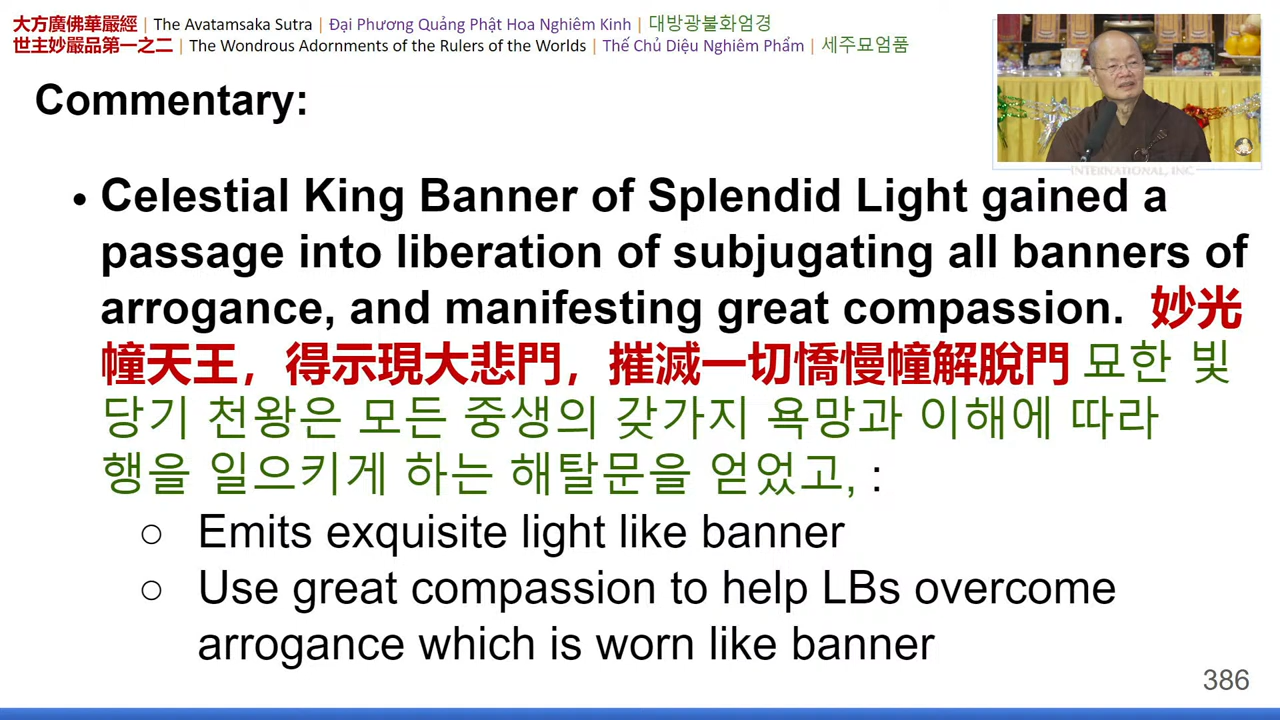 大方廣佛華嚴經 | The Avatamsaka Sutra | Đại Phương Quảng Phật Hoa Nghiêm Kinh | 대방광불화엄경
世主妙嚴品第一之二 | The Wondrous Adornments of the Rulers of the Worlds | Thế Chủ Diệu Nghiêm Phẩm | 세주묘엄품
Commentary:
INTERNATIONAL, INC
• Celestial King Banner of Splendid Light gained a
passage into liberation of subjugating all banners of
arrogance, and manifesting great compassion. 妙光
幢天王，得示現大悲門，摧滅一切憍慢幢解脫門 묘한 빛
당기 천왕은 모든 중생의 갖가지 욕망과 이해에 따라
행을 일으키게 하는 해탈문을 얻었고, :
○ Emits exquisite light like banner
○ Use great compassion to help LBs overcome
arrogance which is worn like banner
386